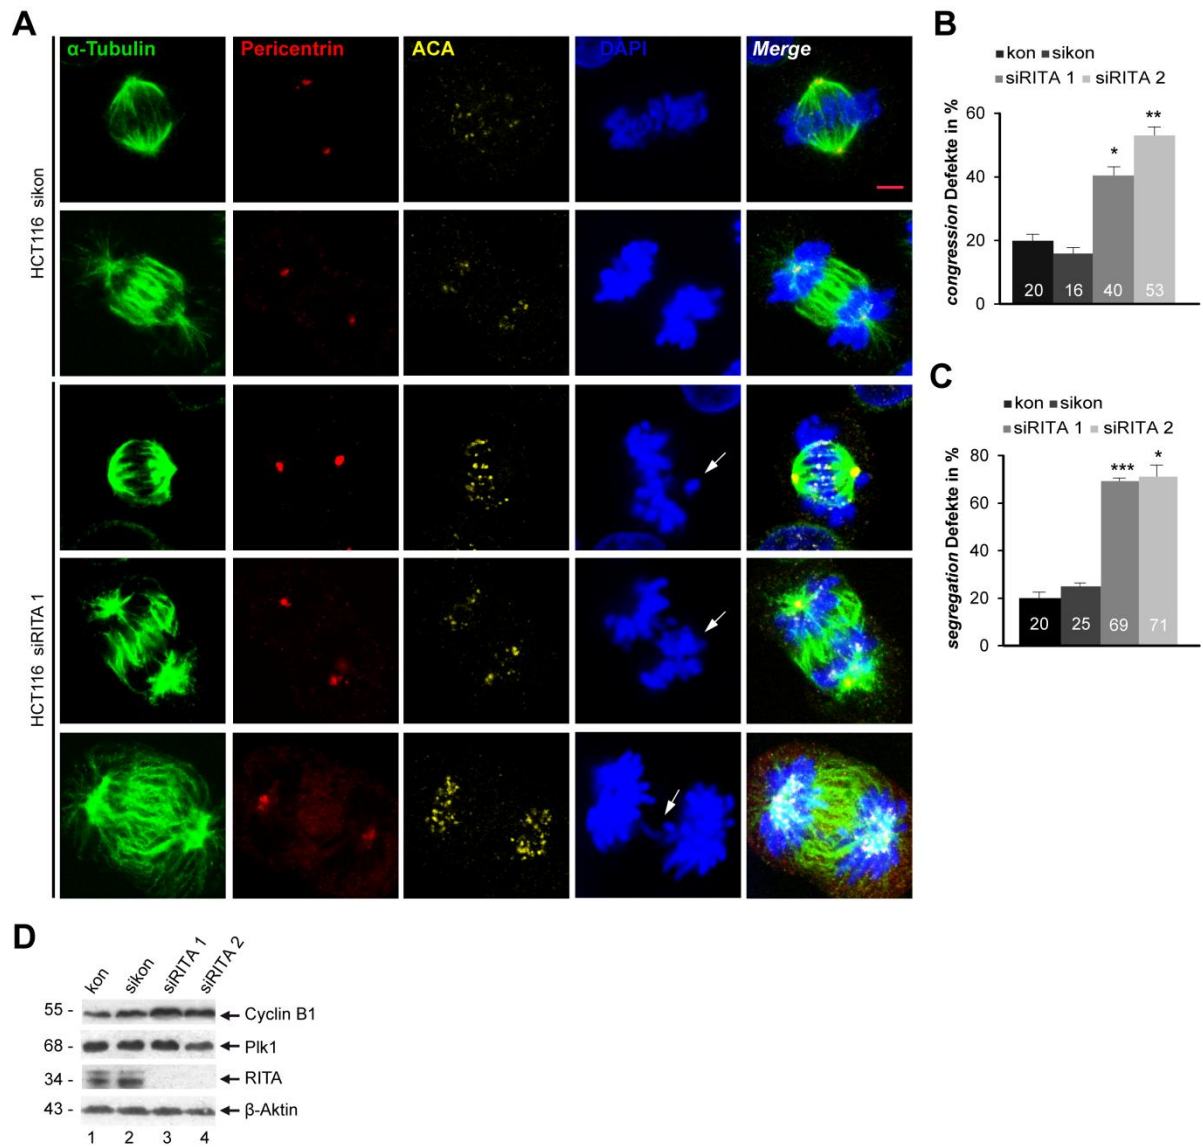 A
α-Tubulin
Pericentrin
ACA
DAPI
Merge
HCT116 sikon
HCT116 siRITA 1
B
kon sikon
siRITA 1 siRITA 2
congression Defekte in %
60
40
20
0
* **
20 16 40 53
C
kon sikon
siRITA 1 siRITA 2
segregation Defekte in %
80
60
40
20
0
*** *
20 25 69 71
D
kon sikon siRITA 1 siRITA 2
55 - Cyclin B1
68 - Plk1
34 - RITA
43 - β-Aktin
1 2 3 4